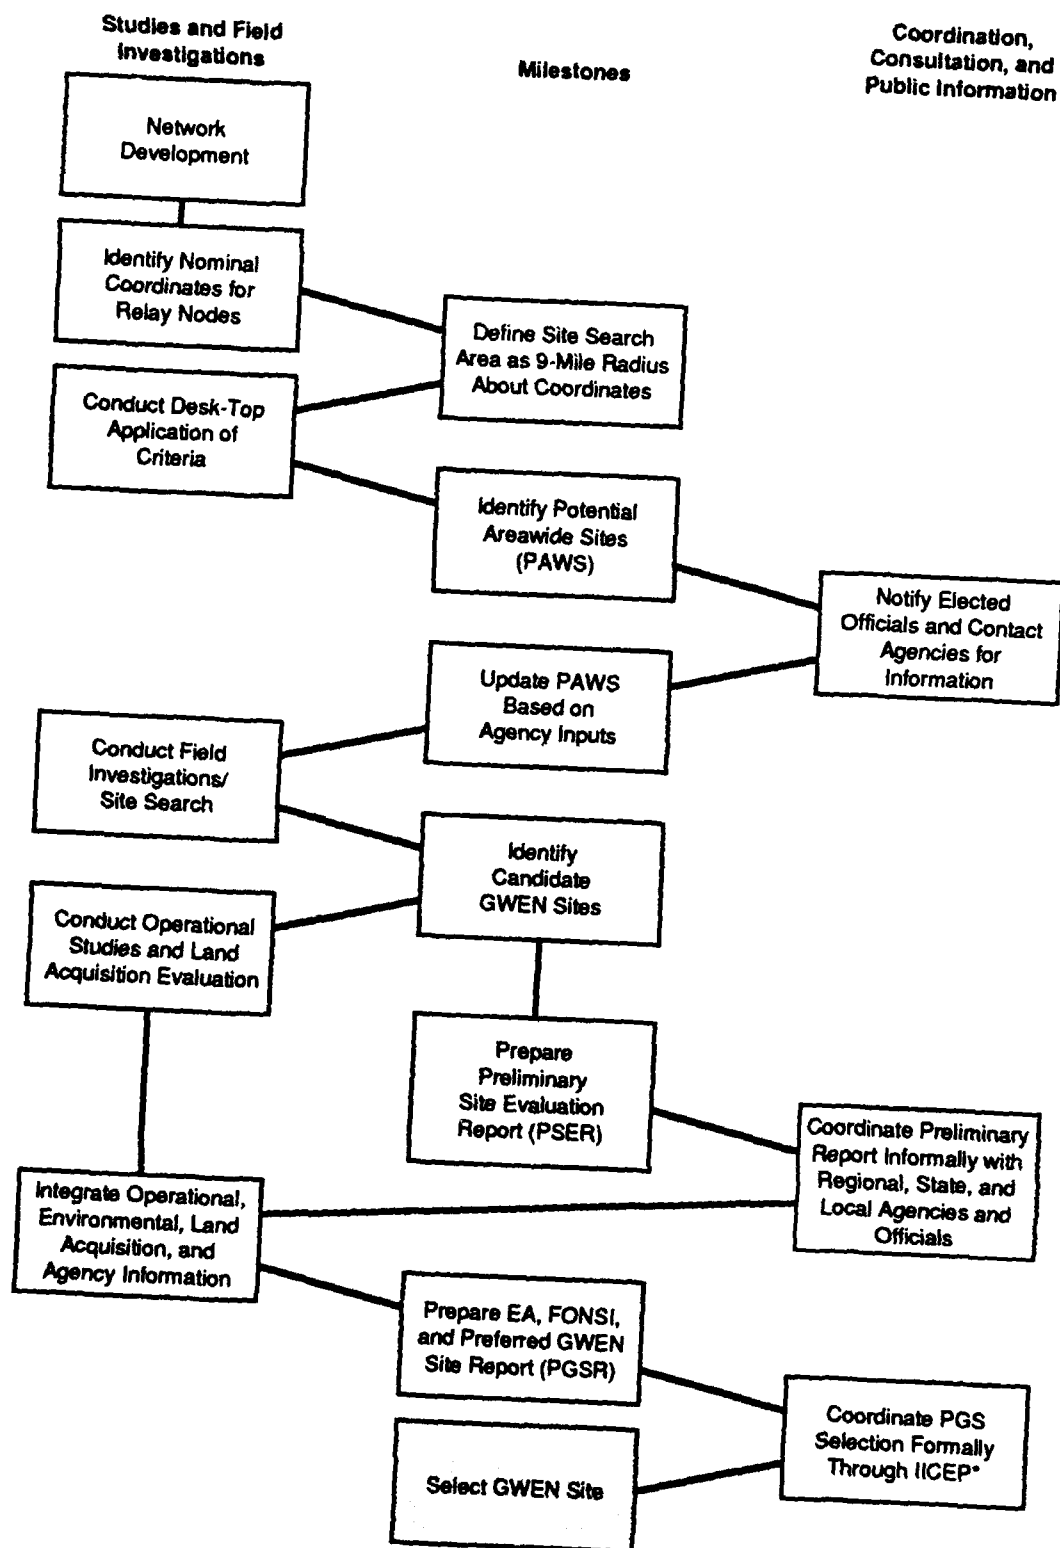 Studies and Field
Investigations
Milestones
Coordination,
Consultation, and
Public Information
Network
Development
Identify Nominal
Coordinates for
Relay Nodes
Define Site Search
Area as 9-Mile Radius
About Coordinates
Conduct Desk-Top
Application of
Criteria
Identify Potential
Areawide Sites
(PAWS)
Notify Elected
Officials and Contact
Agencies for
Information
Update PAWS
Based on
Agency Inputs
Conduct Field
Investigations/
Site Search
Identify
Candidate
GWEN Sites
Conduct Operational
Studies and Land
Acquisition Evaluation
Prepare
Preliminary
Site Evaluation
Report (PSER)
Coordinate Preliminary
Report Informally with
Regional, State, and
Local Agencies and
Officials
Integrate Operational,
Environmental, Land
Acquisition, and
Agency Information
Prepare EA, FONSI,
and Preferred GWEN
Site Report (PGSR)
Coordinate PGS
Selection Formally
Through IICEP*
Select GWEN Site